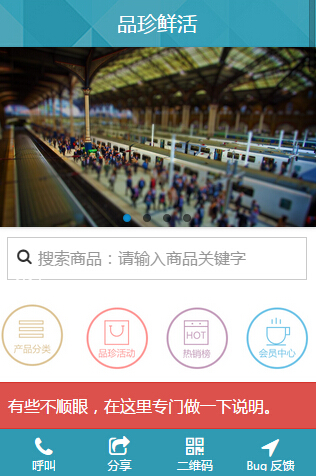 品珍鲜活
搜索商品：请输入商品关键字
产品分类
品珍活动
HOT
热销榜
会员中心
有些不顺眼，在这里专门做一下说明。
呼叫
分享
二维码
Bug 反馈